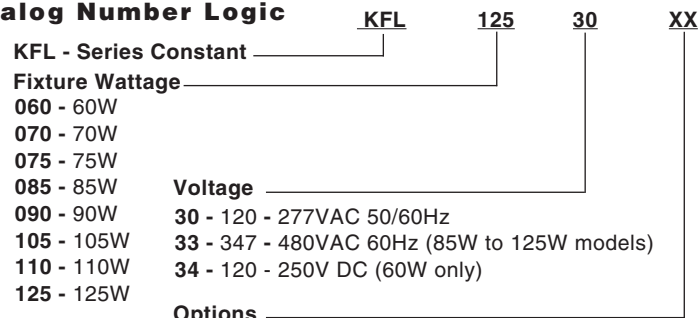 alog Number Logic
KFL 125 30 XX
KFL - Series Constant
Fixture Wattage
060 - 60W
070 - 70W
075 - 75W
085 - 85W
090 - 90W
105 - 105W
110 - 110W
125 - 125W
Voltage
30 - 120 - 277VAC 50/60Hz
33 - 347 - 480VAC 60Hz (85W to 125W models)
34 - 120 - 250V DC (60W only)
Options